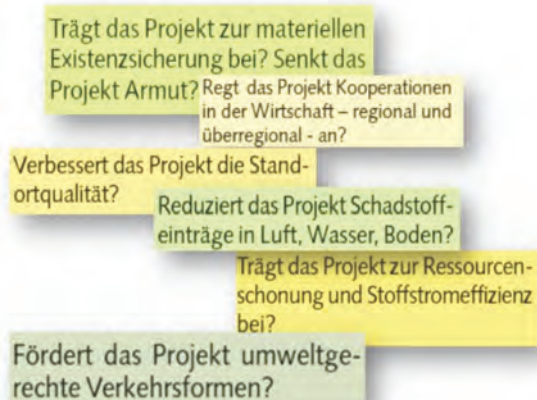 Trägt das Projekt zur materiellen
Existenzsicherung bei? Senkt das
Projekt Armut?
Regt das Projekt Kooperationen
in der Wirtschaft – regional und
überregional - an?
Verbessert das Projekt die Stand-
ortqualität?
Reduziert das Projekt Schadstoff-
einträge in Luft, Wasser, Boden?
Trägt das Projekt zur Ressourcen-
schonung und Stoffstromeffizienz
bei?
Fördert das Projekt umweltge-
rechte Verkehrsformen?